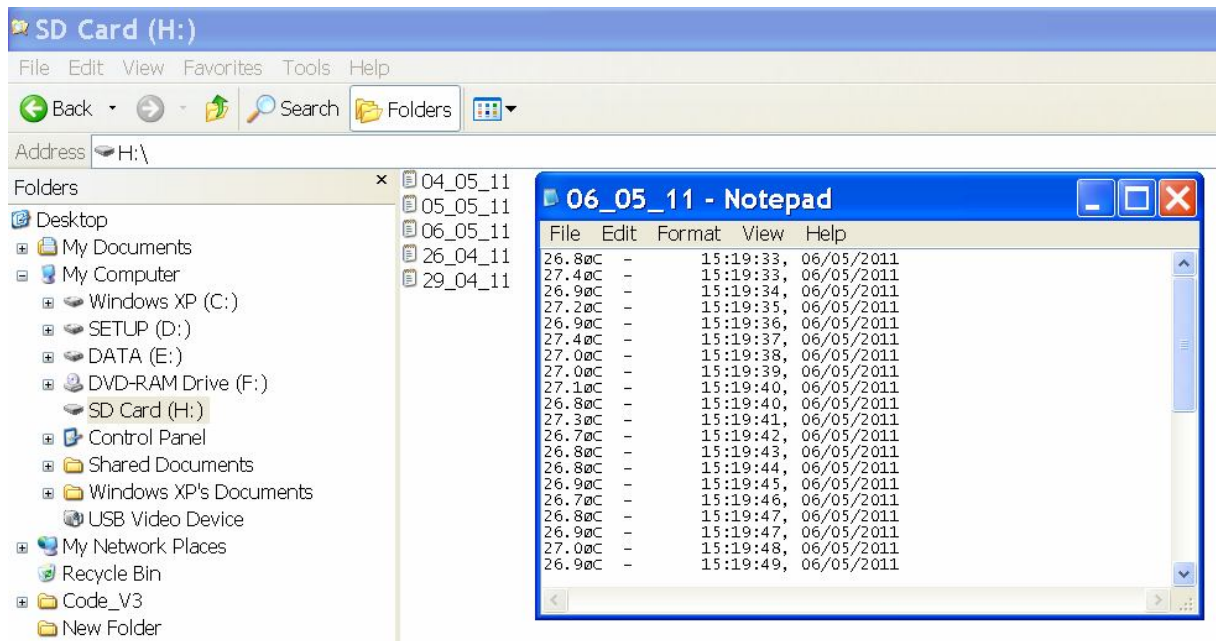 SD Card (H:)
File Edit View Favorites Tools Help
Back Search Folders
Address H:\
Folders ×
Desktop
My Documents
My Computer
Windows XP (C:)
SETUP (D:)
DATA (E:)
DVD-RAM Drive (F:)
SD Card (H:)
Control Panel
Shared Documents
Windows XP's Documents
USB Video Device
My Network Places
Recycle Bin
Code_V3
New Folder
04_05_11
05_05_11
06_05_11
26_04_11
29_04_11
06_05_11 - Notepad
File Edit Format View Help
26.8øC - 15:19:33, 06/05/2011
27.4øC - 15:19:33, 06/05/2011
26.9øC - 15:19:34, 06/05/2011
27.2øC - 15:19:35, 06/05/2011
26.9øC - 15:19:36, 06/05/2011
27.4øC - 15:19:37, 06/05/2011
27.0øC - 15:19:38, 06/05/2011
27.0øC - 15:19:39, 06/05/2011
27.1øC - 15:19:40, 06/05/2011
26.8øC - 15:19:40, 06/05/2011
27.3øC - 15:19:41, 06/05/2011
26.7øC - 15:19:42, 06/05/2011
26.8øC - 15:19:43, 06/05/2011
26.8øC - 15:19:44, 06/05/2011
26.9øC - 15:19:45, 06/05/2011
26.7øC - 15:19:46, 06/05/2011
26.8øC - 15:19:47, 06/05/2011
26.9øC - 15:19:47, 06/05/2011
27.0øC - 15:19:48, 06/05/2011
26.9øC - 15:19:49, 06/05/2011